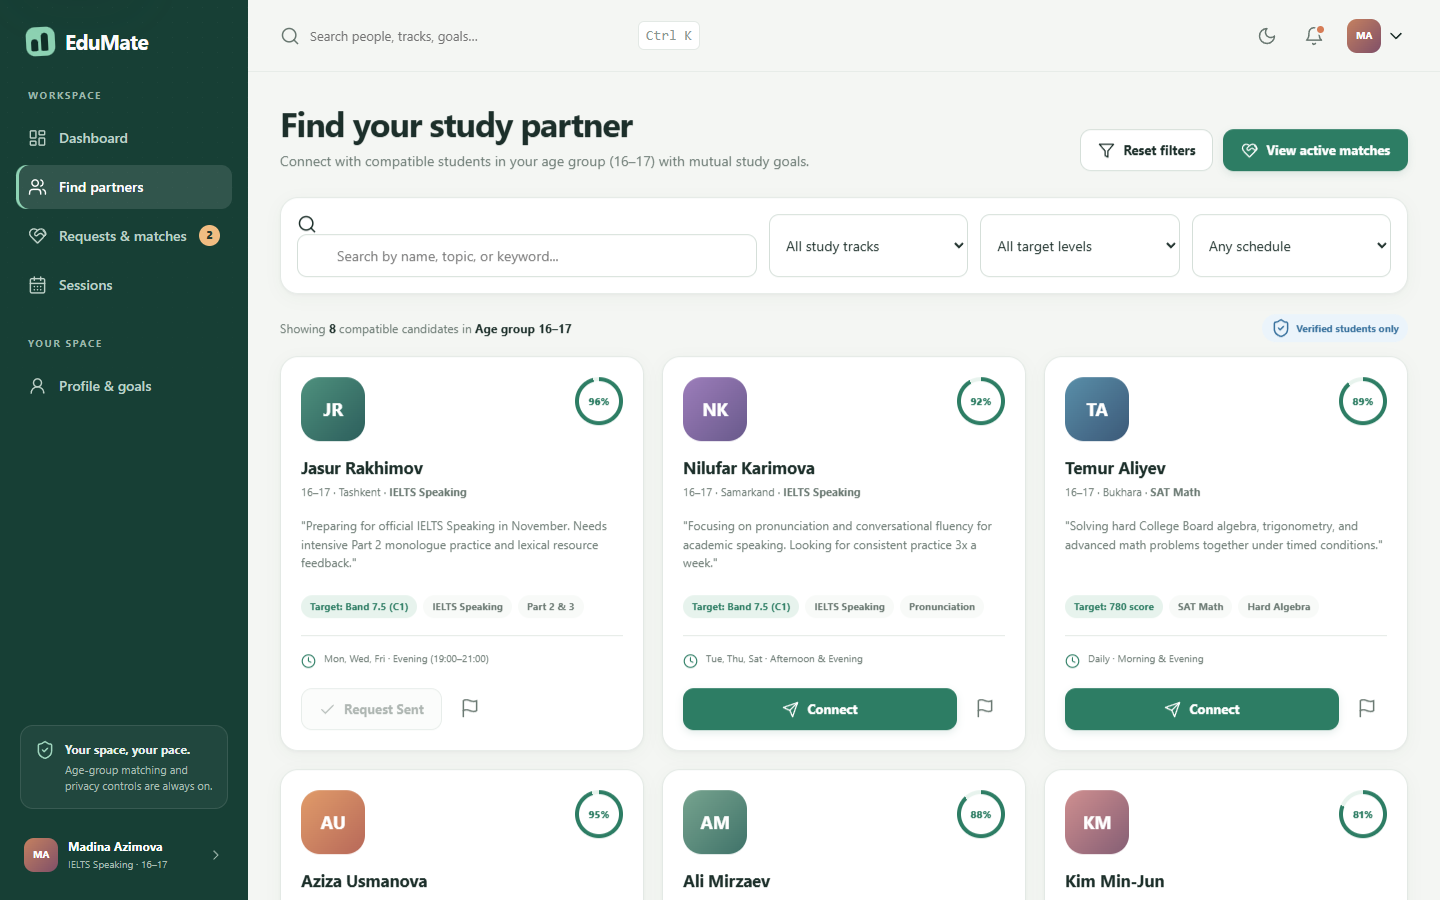 EduMate
WORKSPACE
Dashboard
Find partners
Requests & matches 2
Sessions
YOUR SPACE
Profile & goals
Your space, your pace.
Age-group matching and
privacy controls are always on.
MA
Madina Azimova
IELTS Speaking · 16–17
Search people, tracks, goals...
Ctrl K
MA
Find your study partner
Connect with compatible students in your age group (16–17) with mutual study goals.
Reset filters
View active matches
Search by name, topic, or keyword...
All study tracks
All target levels
Any schedule
Showing 8 compatible candidates in Age group 16–17
Verified students only
JR
96%
Jasur Rakhimov
16–17 · Tashkent · IELTS Speaking
"Preparing for official IELTS Speaking in November. Needs
intensive Part 2 monologue practice and lexical resource
feedback."
Target: Band 7.5 (C1)
IELTS Speaking
Part 2 & 3
Mon, Wed, Fri · Evening (19:00–21:00)
Request Sent
NK
92%
Nilufar Karimova
16–17 · Samarkand · IELTS Speaking
"Focusing on pronunciation and conversational fluency for
academic speaking. Looking for consistent practice 3x a
week."
Target: Band 7.5 (C1)
IELTS Speaking
Pronunciation
Tue, Thu, Sat · Afternoon & Evening
Connect
TA
89%
Temur Aliyev
16–17 · Bukhara · SAT Math
"Solving hard College Board algebra, trigonometry, and
advanced math problems together under timed conditions."
Target: 780 score
SAT Math
Hard Algebra
Daily · Morning & Evening
Connect
AU
95%
Aziza Usmanova
AM
88%
Ali Mirzaev
KM
81%
Kim Min-Jun